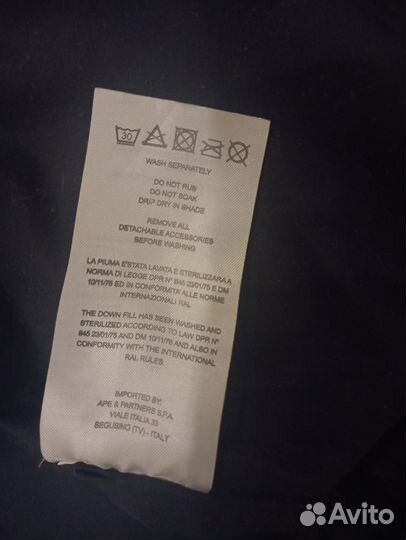 30
WASH SEPARATELY
DO NOT RUB
DO NOT SOAK
DRIP DRY IN SHADE
REMOVE ALL
DETACHABLE ACCESSORIES
BEFORE WASHING
LA PIUMA E'STATA LAVATA E STERILIZZARA A
NORMA DI LEGGE DPR N° 845 23/01/75 E DM
10/11/76 ED IN CONFORMITA' ALLE NORME
INTERNAZIONALI RAL
THE DOWN FILL HAS BEEN WASHED AND
STERILIZED ACCORDING TO LAW DPR N°
845 23/01/75 AND DM 10/11/76 AND ALSO IN
CONFORMITY WITH THE INTERNATIONAL
RAL RULES.
IMPORTED BY:
APE & PARTNERS S.P.A.
VIALE ITALIA 33
SEGUSINO (TV) - ITALY
Avito